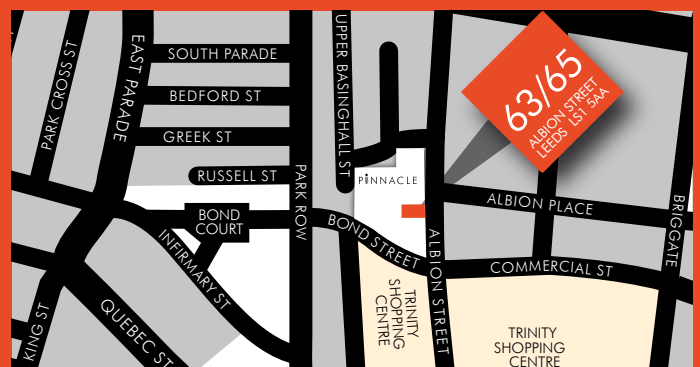 PARK CROSS ST
EAST PARADE
SOUTH PARADE
BEDFORD ST
GREEK ST
RUSSELL ST
PARK ROW
UPPER BASINGHALL ST
PINNACLE
63/65
ALBION STREET
LEEDS LS1 5AA
ALBION PLACE
BRIGGATE
BOND
COURT
BOND STREET
INFIRMARY ST
ALBION STREET
COMMERCIAL ST
KING ST
QUEBEC ST
TRINITY
SHOPPING
CENTRE
TRINITY
SHOPPING
CENTRE